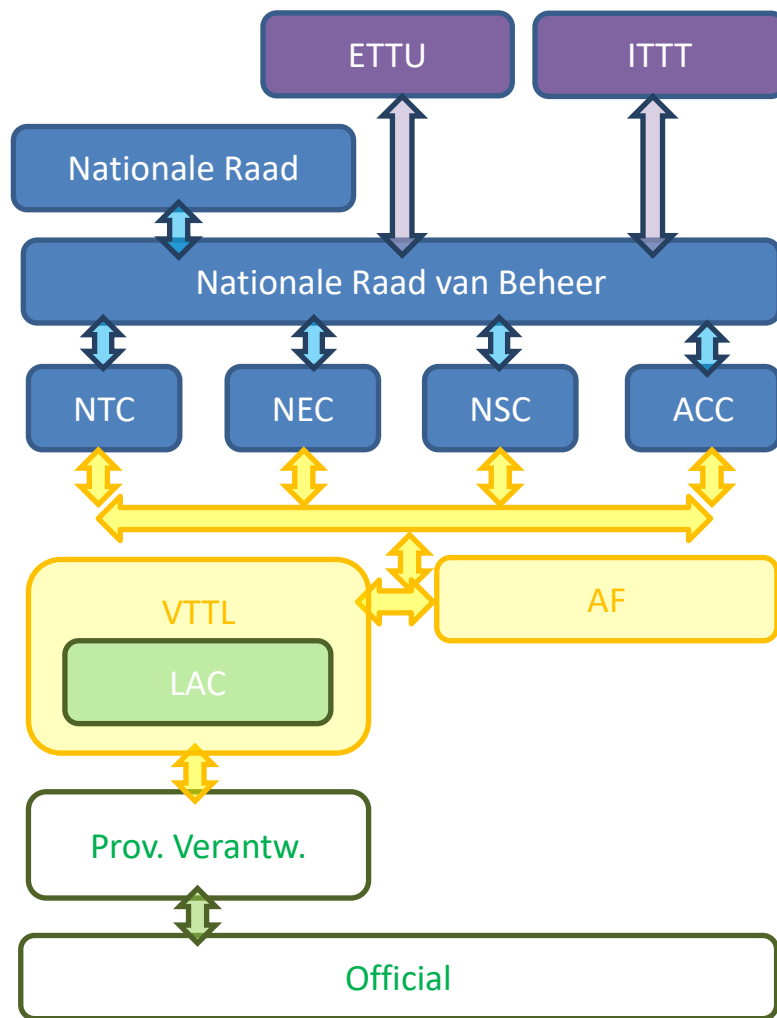 ETTU
ITTT
Nationale Raad
Nationale Raad van Beheer
NTC
NEC
NSC
ACC
VTTL
AF
LAC
Prov. Verantw.
Official